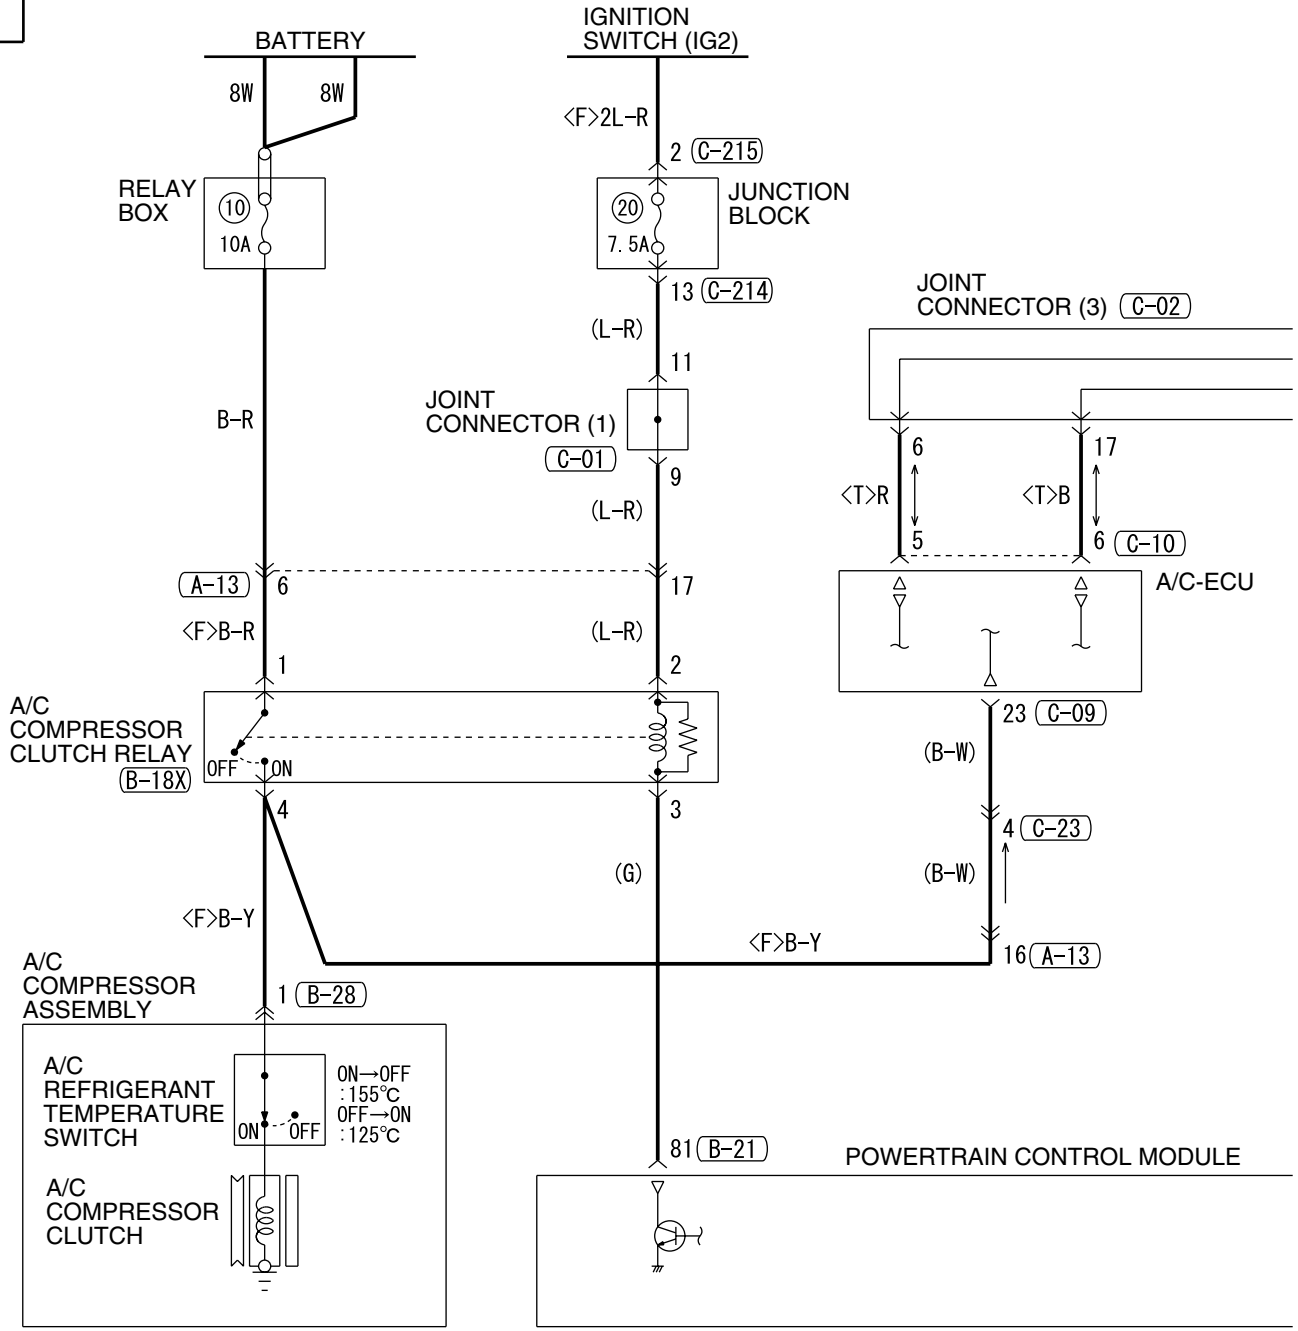 BATTERY
IGNITION
SWITCH (IG2)
8W
8W
<F>2L-R
2 C-215
RELAY
BOX
10
10A
20
7.5A
JUNCTION
BLOCK
13 C-214
(L-R)
11
JOINT
CONNECTOR (3) C-02
B-R
JOINT
CONNECTOR (1)
C-01
9
(L-R)
6
17
<T>R
<T>B
5
6 C-10
A-13
6
17
A/C-ECU
<F>B-R
(L-R)
1
2
A/C
COMPRESSOR
CLUTCH RELAY
B-18X
OFF
ON
4
3
23 C-09
(B-W)
4 C-23
(G)
(B-W)
<F>B-Y
<F>B-Y
16 A-13
A/C
COMPRESSOR
ASSEMBLY
1 B-28
A/C
REFRIGERANT
TEMPERATURE
SWITCH
ON
OFF
ON→OFF
:155℃
OFF→ON
:125℃
A/C
COMPRESSOR
CLUTCH
81 B-21
POWERTRAIN CONTROL MODULE